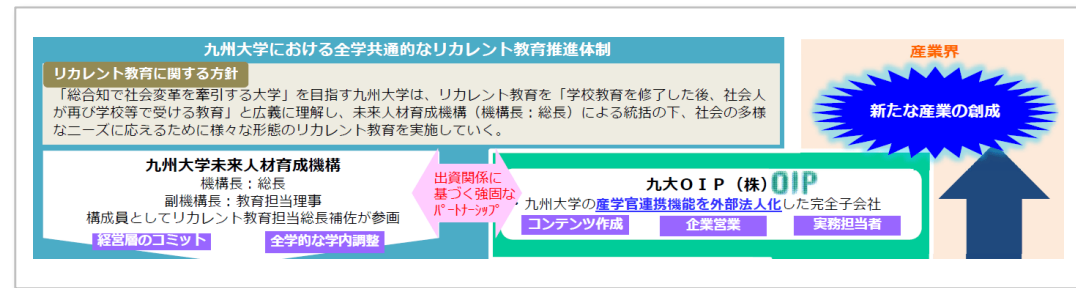 九州大学における全学共通的なリカレント教育推進体制
リカレント教育に関する方針
「総合知で社会変革を牽引する大学」を目指す九州大学は、リカレント教育を「学校教育を修了した後、社会人
が再び学校等で受ける教育」と広義に理解し、未来人材育成機構（機構長：総長）による統括の下、社会の多様
なニーズに応えるために様々な形態のリカレント教育を実施していく。
九州大学未来人材育成機構
機構長：総長
副機構長：教育担当理事
構成員としてリカレント教育担当総長補佐が参画
経営層のコミット
全学的な学内調整
出資関係に
基づく強固な
ﾊﾟｰﾄﾅｰｼｯﾌﾟ
九大ＯＩＰ（株） OIP
・九州大学の産学官連携機能を外部法人化した完全子会社
コンテンツ作成
企業営業
実務担当者
産業界
新たな産業の創成